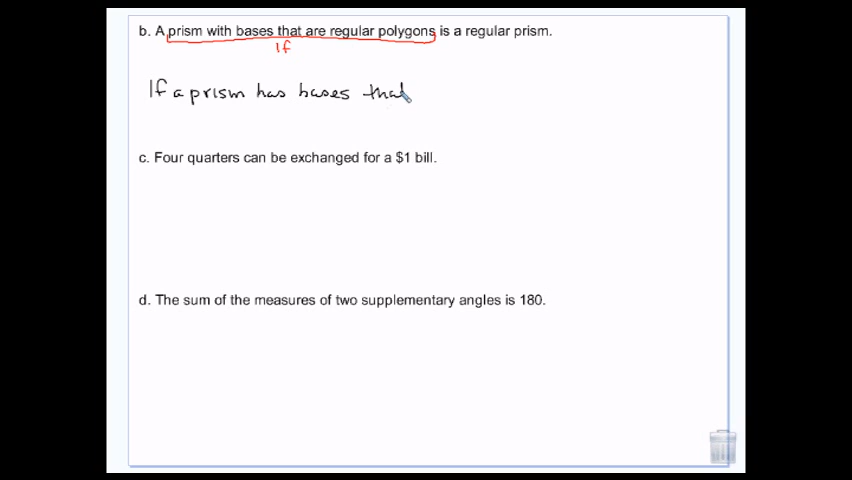 b. A prism with bases that are regular polygons is a regular prism.
If
If a prism has bases that
c. Four quarters can be exchanged for a $1 bill.
d. The sum of the measures of two supplementary angles is 180.